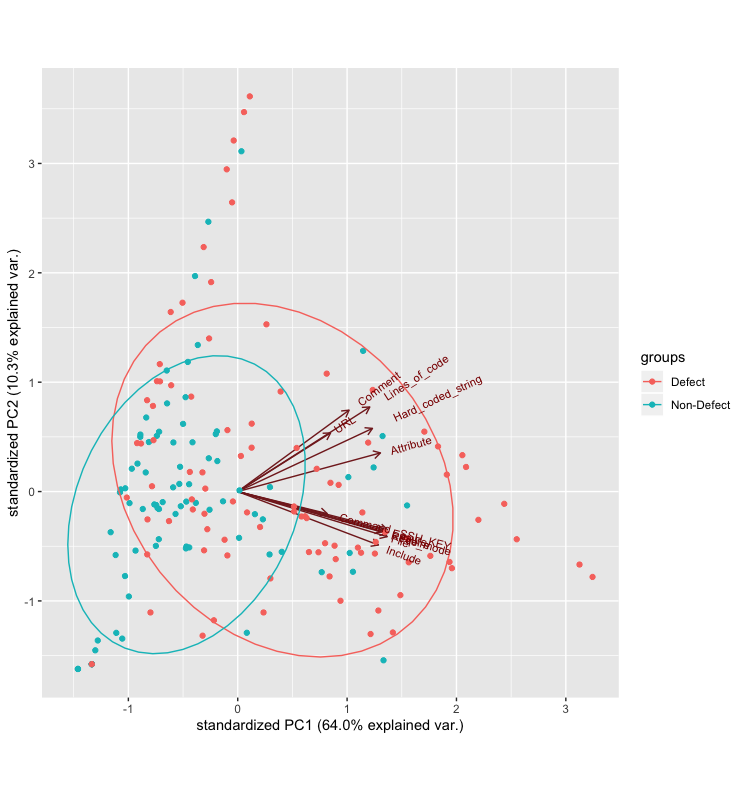 3
2
1
0
-1
standardized PC2 (10.3% explained var.)
Comment
Lines_of_code
Hard_coded_string
URL
Attribute
Command
SSH_KEY
Include
-1
0
1
2
3
standardized PC1 (64.0% explained var.)
groups
Defect
Non-Defect